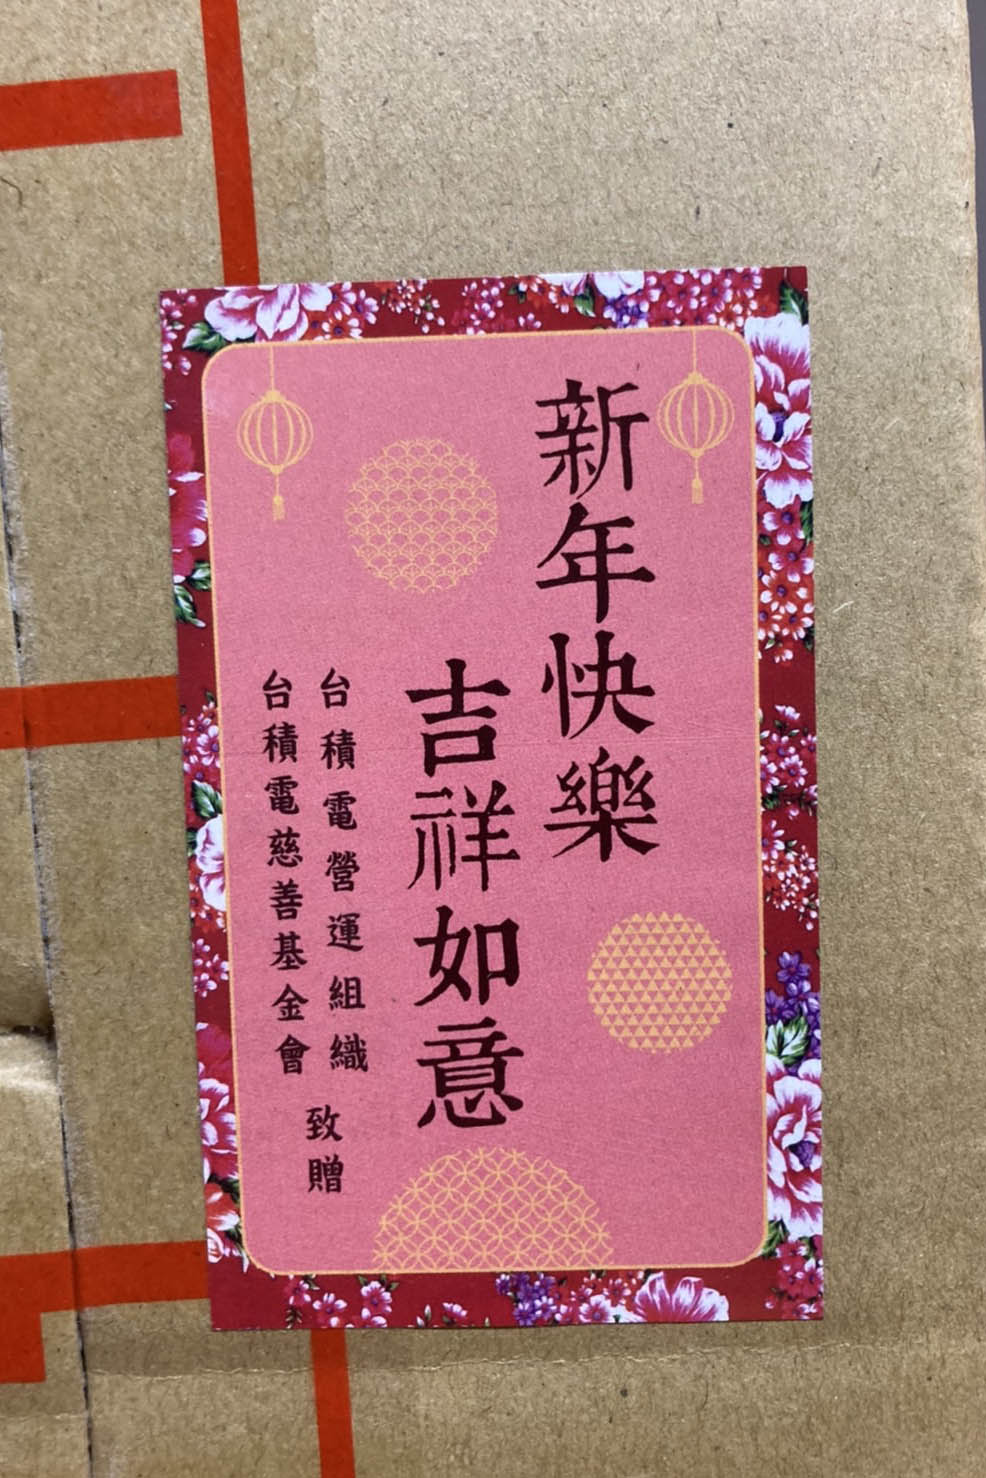 新年快樂
吉祥如意
台積電營運組織
台積電慈善基金會
致贈